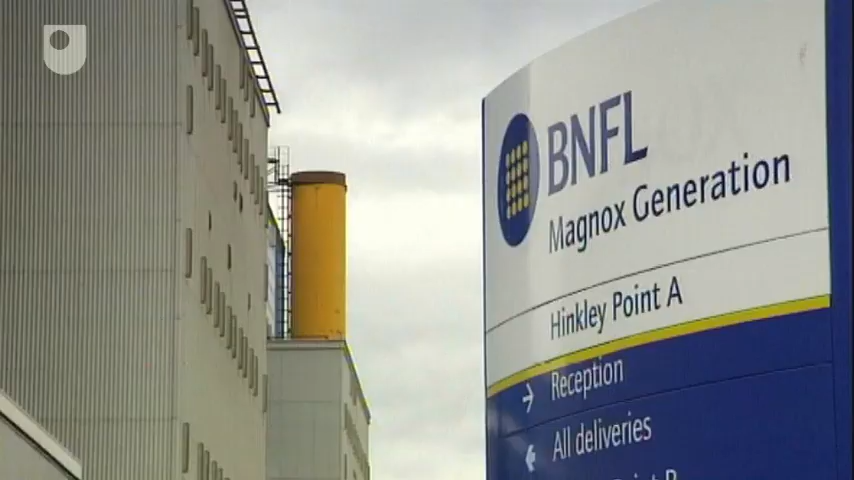 BNFL
Magnox Generation
Hinkley Point A
Reception
All deliveries